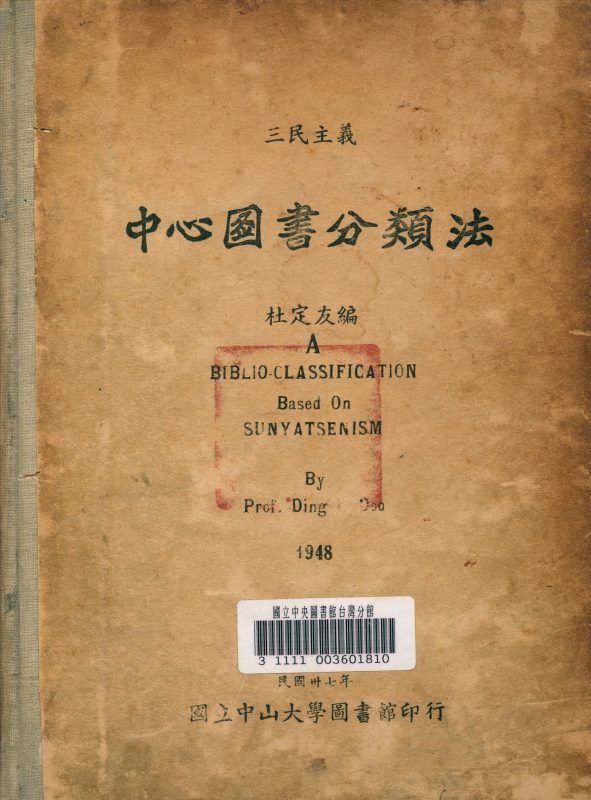 三民主義
中心圖書分類法
杜定友編
A
BIBLIO-CLASSIFICATION
Based On
SUNYATSENISM
By
Prof. Ding
1948
國立中央圖書館台灣分館
3 1111 003601810
民國卅七年
國立中山大學圖書館印行